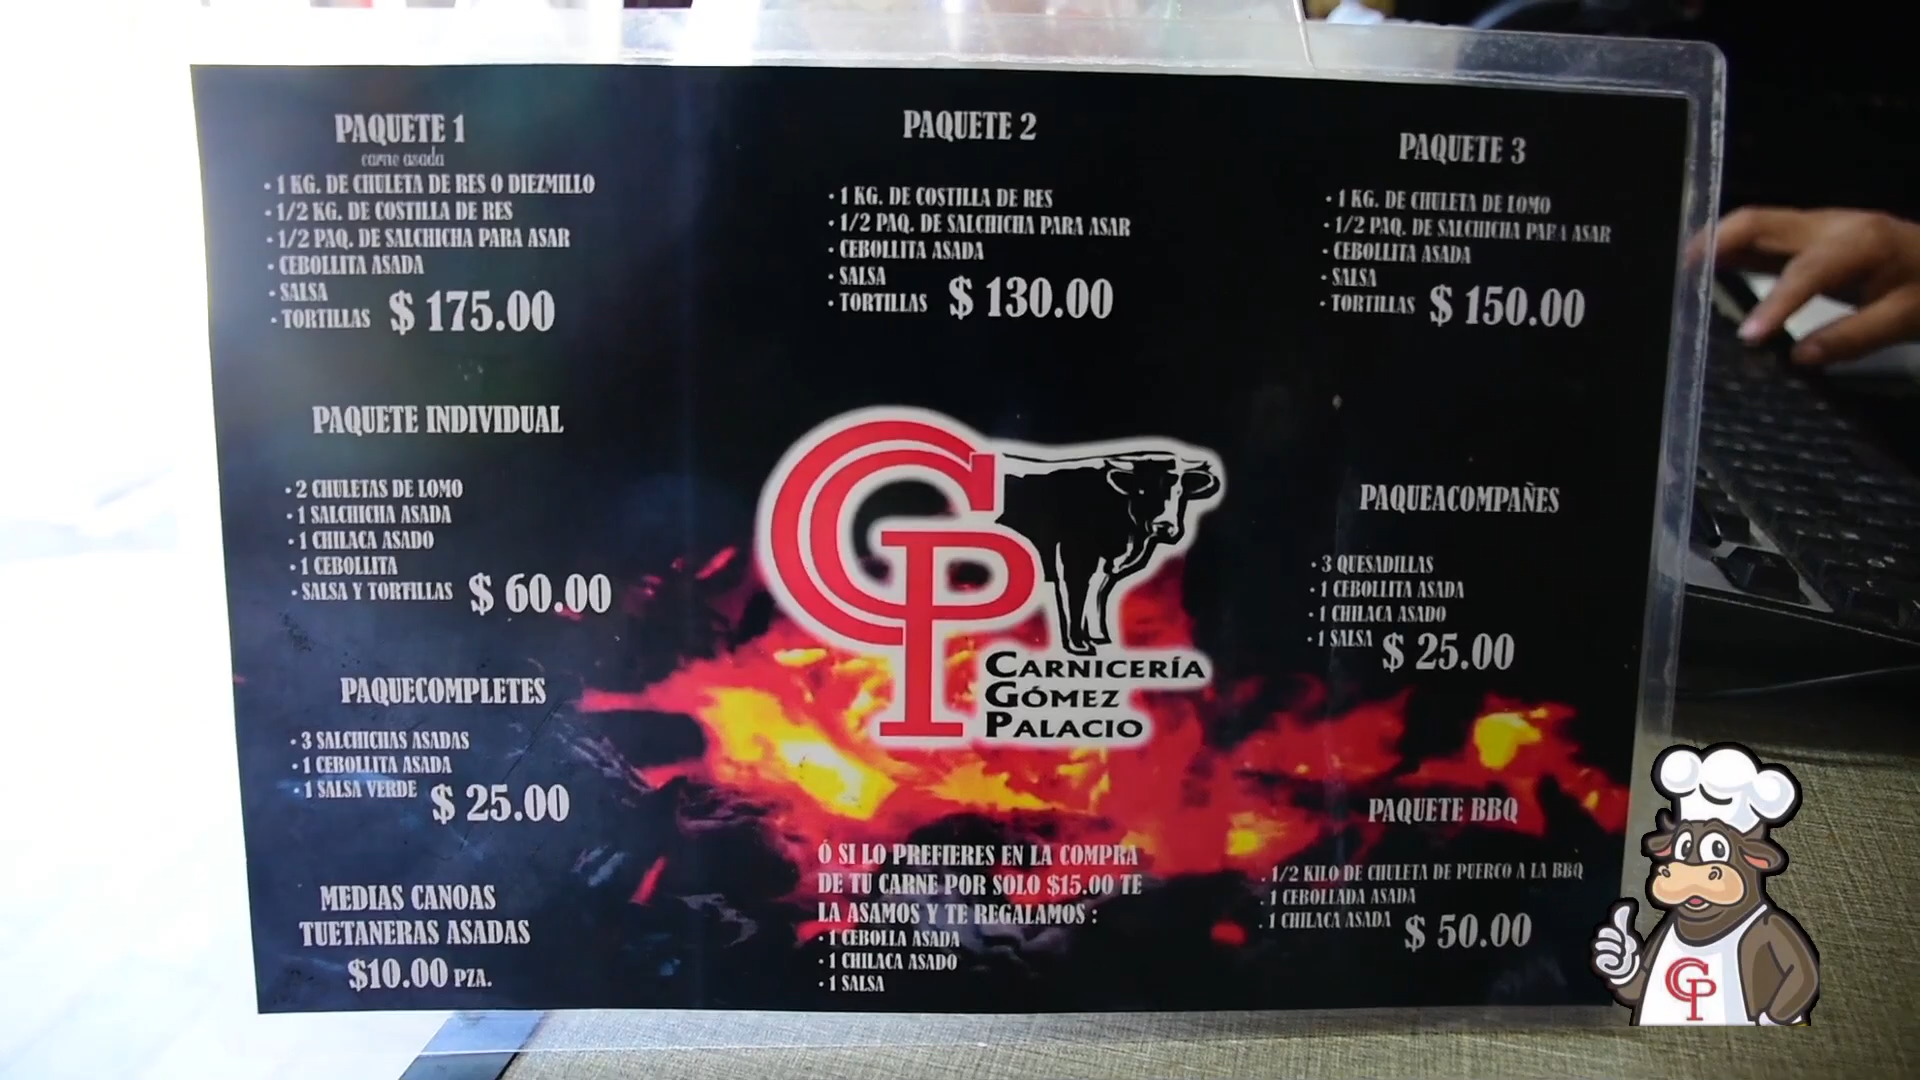 PAQUETE 1
carne asada
• 1 KG. DE CHULETA DE RES O DIEZMILLO
• 1/2 KG. DE COSTILLA DE RES
• 1/2 PAQ. DE SALCHICHA PARA ASAR
• CEBOLLITA ASADA
• SALSA
• TORTILLAS $ 175.00
PAQUETE 2
• 1 KG. DE COSTILLA DE RES
• 1/2 PAQ. DE SALCHICHA PARA ASAR
• CEBOLLITA ASADA
• SALSA
• TORTILLAS $ 130.00
PAQUETE 3
• 1 KG. DE CHULETA DE LOMO
• 1/2 PAQ. DE SALCHICHA PARA ASAR
• CEBOLLITA ASADA
• SALSA
• TORTILLAS $ 150.00
PAQUETE INDIVIDUAL
• 2 CHULETAS DE LOMO
• 1 SALCHICHA ASADA
• 1 CHILACA ASADO
• 1 CEBOLLITA
• SALSA Y TORTILLAS $ 60.00
CGP
CARNICERÍA
GÓMEZ
PALACIO
PAQUEACOMPAÑES
• 3 QUESADILLAS
• 1 CEBOLLITA ASADA
• 1 CHILACA ASADO
• 1 SALSA $ 25.00
PAQUECOMPLETES
• 3 SALCHICHAS ASADAS
• 1 CEBOLLITA ASADA
• 1 SALSA VERDE $ 25.00
MEDIAS CANOAS
TUETANERAS ASADAS
$10.00 PZA.
Ó SI LO PREFIERES EN LA COMPRA
DE TU CARNE POR SOLO $15.00 TE
LA ASAMOS Y TE REGALAMOS :
• 1 CEBOLLA ASADA
• 1 CHILACA ASADO
• 1 SALSA
PAQUETE BBQ
. 1/2 KILO DE CHULETA DE PUERCO A LA BBQ
. 1 CEBOLLADA ASADA
. 1 CHILACA ASADA $ 50.00
CGP